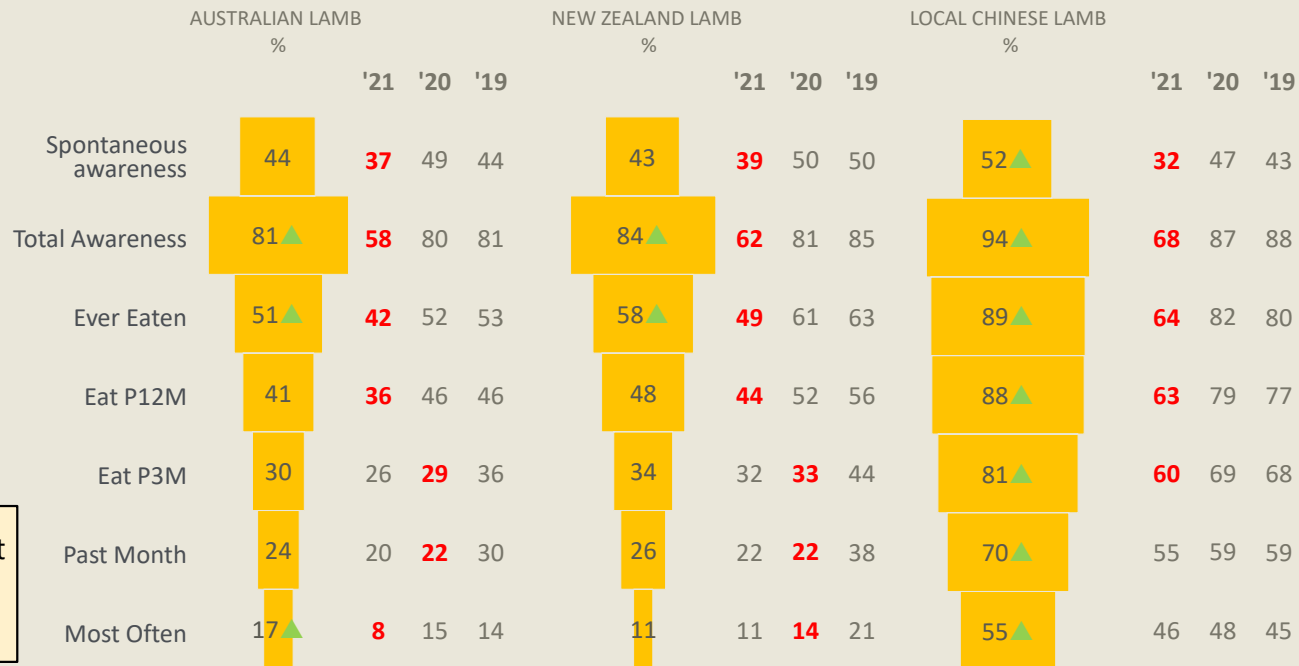 AUSTRALIAN LAMB NEW ZEALAND LAMB LOCAL CHINESE LAMB
% % %
'21 '20 '19 '21 '20 '19 '21 '20 '19
Spontaneous
awareness 44 37 49 44 43 39 50 50 52 32 47 43
Total Awareness 81 58 80 81 84 62 81 85 94 68 87 88
Ever Eaten 51 42 52 53 58 49 61 63 89 64 82 80
Eat P12M 41 36 46 46 48 44 52 56 88 63 79 77
Eat P3M 30 26 29 36 34 32 33 44 81 60 69 68
Past Month 24 20 22 30 26 22 22 38 70 55 59 59
Most Often 17 8 15 14 11 11 14 21 55 46 48 45